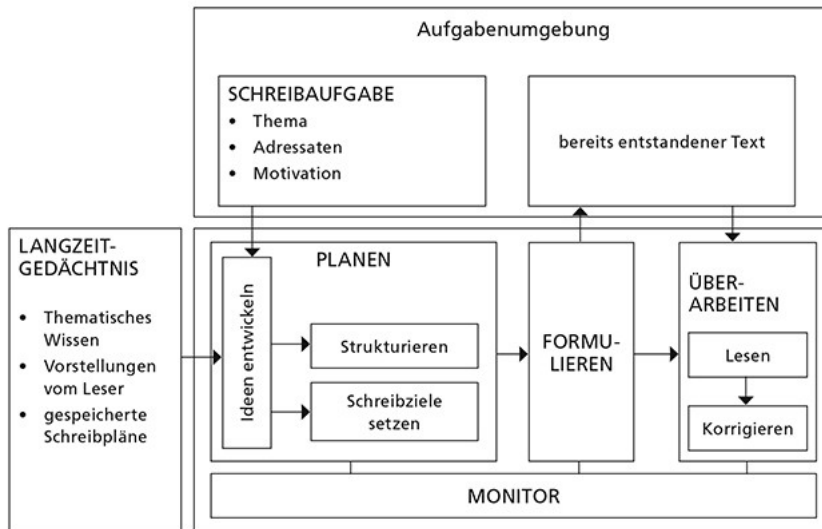 Aufgabenumgebung
SCHREIBAUFGABE
• Thema
• Adressaten
• Motivation
bereits entstandener Text
LANGZEIT-
GEDÄCHTNIS
• Thematisches
Wissen
• Vorstellungen
vom Leser
• gespeicherte
Schreibpläne
PLANEN
Ideen entwickeln
Strukturieren
Schreibziele
setzen
FORMU-
LIEREN
ÜBER-
ARBEITEN
Lesen
Korrigieren
MONITOR